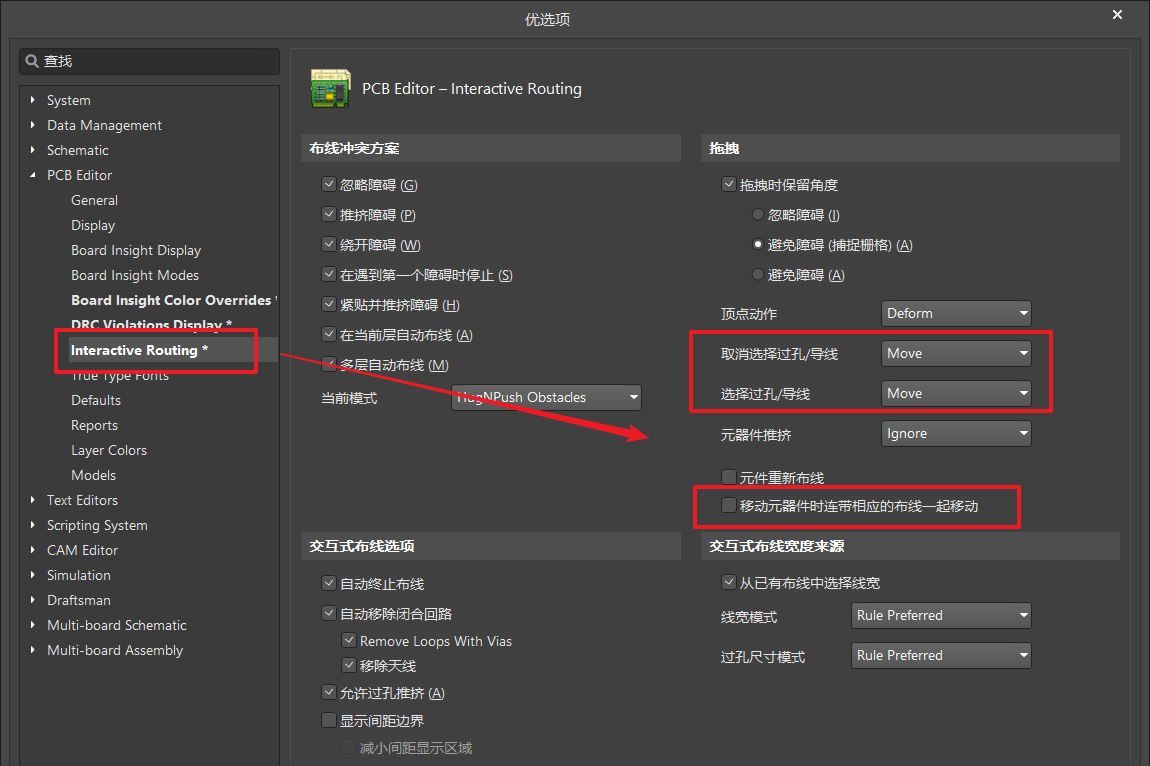 优选项
查找
System
Data Management
Schematic
PCB Editor
General
Display
Board Insight Display
Board Insight Modes
Board Insight Color Overrides *
DRC Violations Display *
Interactive Routing *
True Type Fonts
Defaults
Reports
Layer Colors
Models
Text Editors
Scripting System
CAM Editor
Simulation
Draftsman
Multi-board Schematic
Multi-board Assembly
PCB Editor – Interactive Routing
布线冲突方案
忽略障碍 (G)
推挤障碍 (P)
绕开障碍 (W)
在遇到第一个障碍时停止 (S)
紧贴并推挤障碍 (H)
在当前层自动布线 (A)
多层自动布线 (M)
当前模式 HugNPush Obstacles
拖拽
拖拽时保留角度
忽略障碍 (I)
避免障碍 (捕捉栅格) (A)
避免障碍 (A)
顶点动作 Deform
取消选择过孔/导线 Move
选择过孔/导线 Move
元器件推挤 Ignore
元件重新布线
移动元器件时连带相应的布线一起移动
交互式布线选项
自动终止布线
自动移除闭合回路
Remove Loops With Vias
移除天线
允许过孔推挤 (A)
显示间距边界
减小间距显示区域
交互式布线宽度来源
从已有布线中选择线宽
线宽模式 Rule Preferred
过孔尺寸模式 Rule Preferred